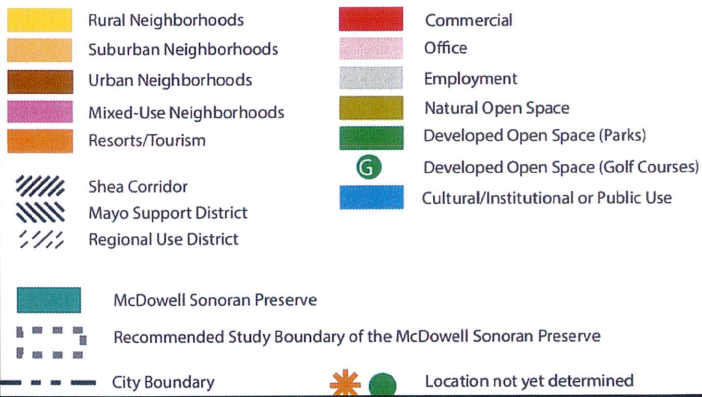 Rural Neighborhoods
Suburban Neighborhoods
Urban Neighborhoods
Mixed-Use Neighborhoods
Resorts/Tourism
Shea Corridor
Mayo Support District
Regional Use District
Commercial
Office
Employment
Natural Open Space
Developed Open Space (Parks)
G Developed Open Space (Golf Courses)
Cultural/Institutional or Public Use
McDowell Sonoran Preserve
Recommended Study Boundary of the McDowell Sonoran Preserve
City Boundary
Location not yet determined